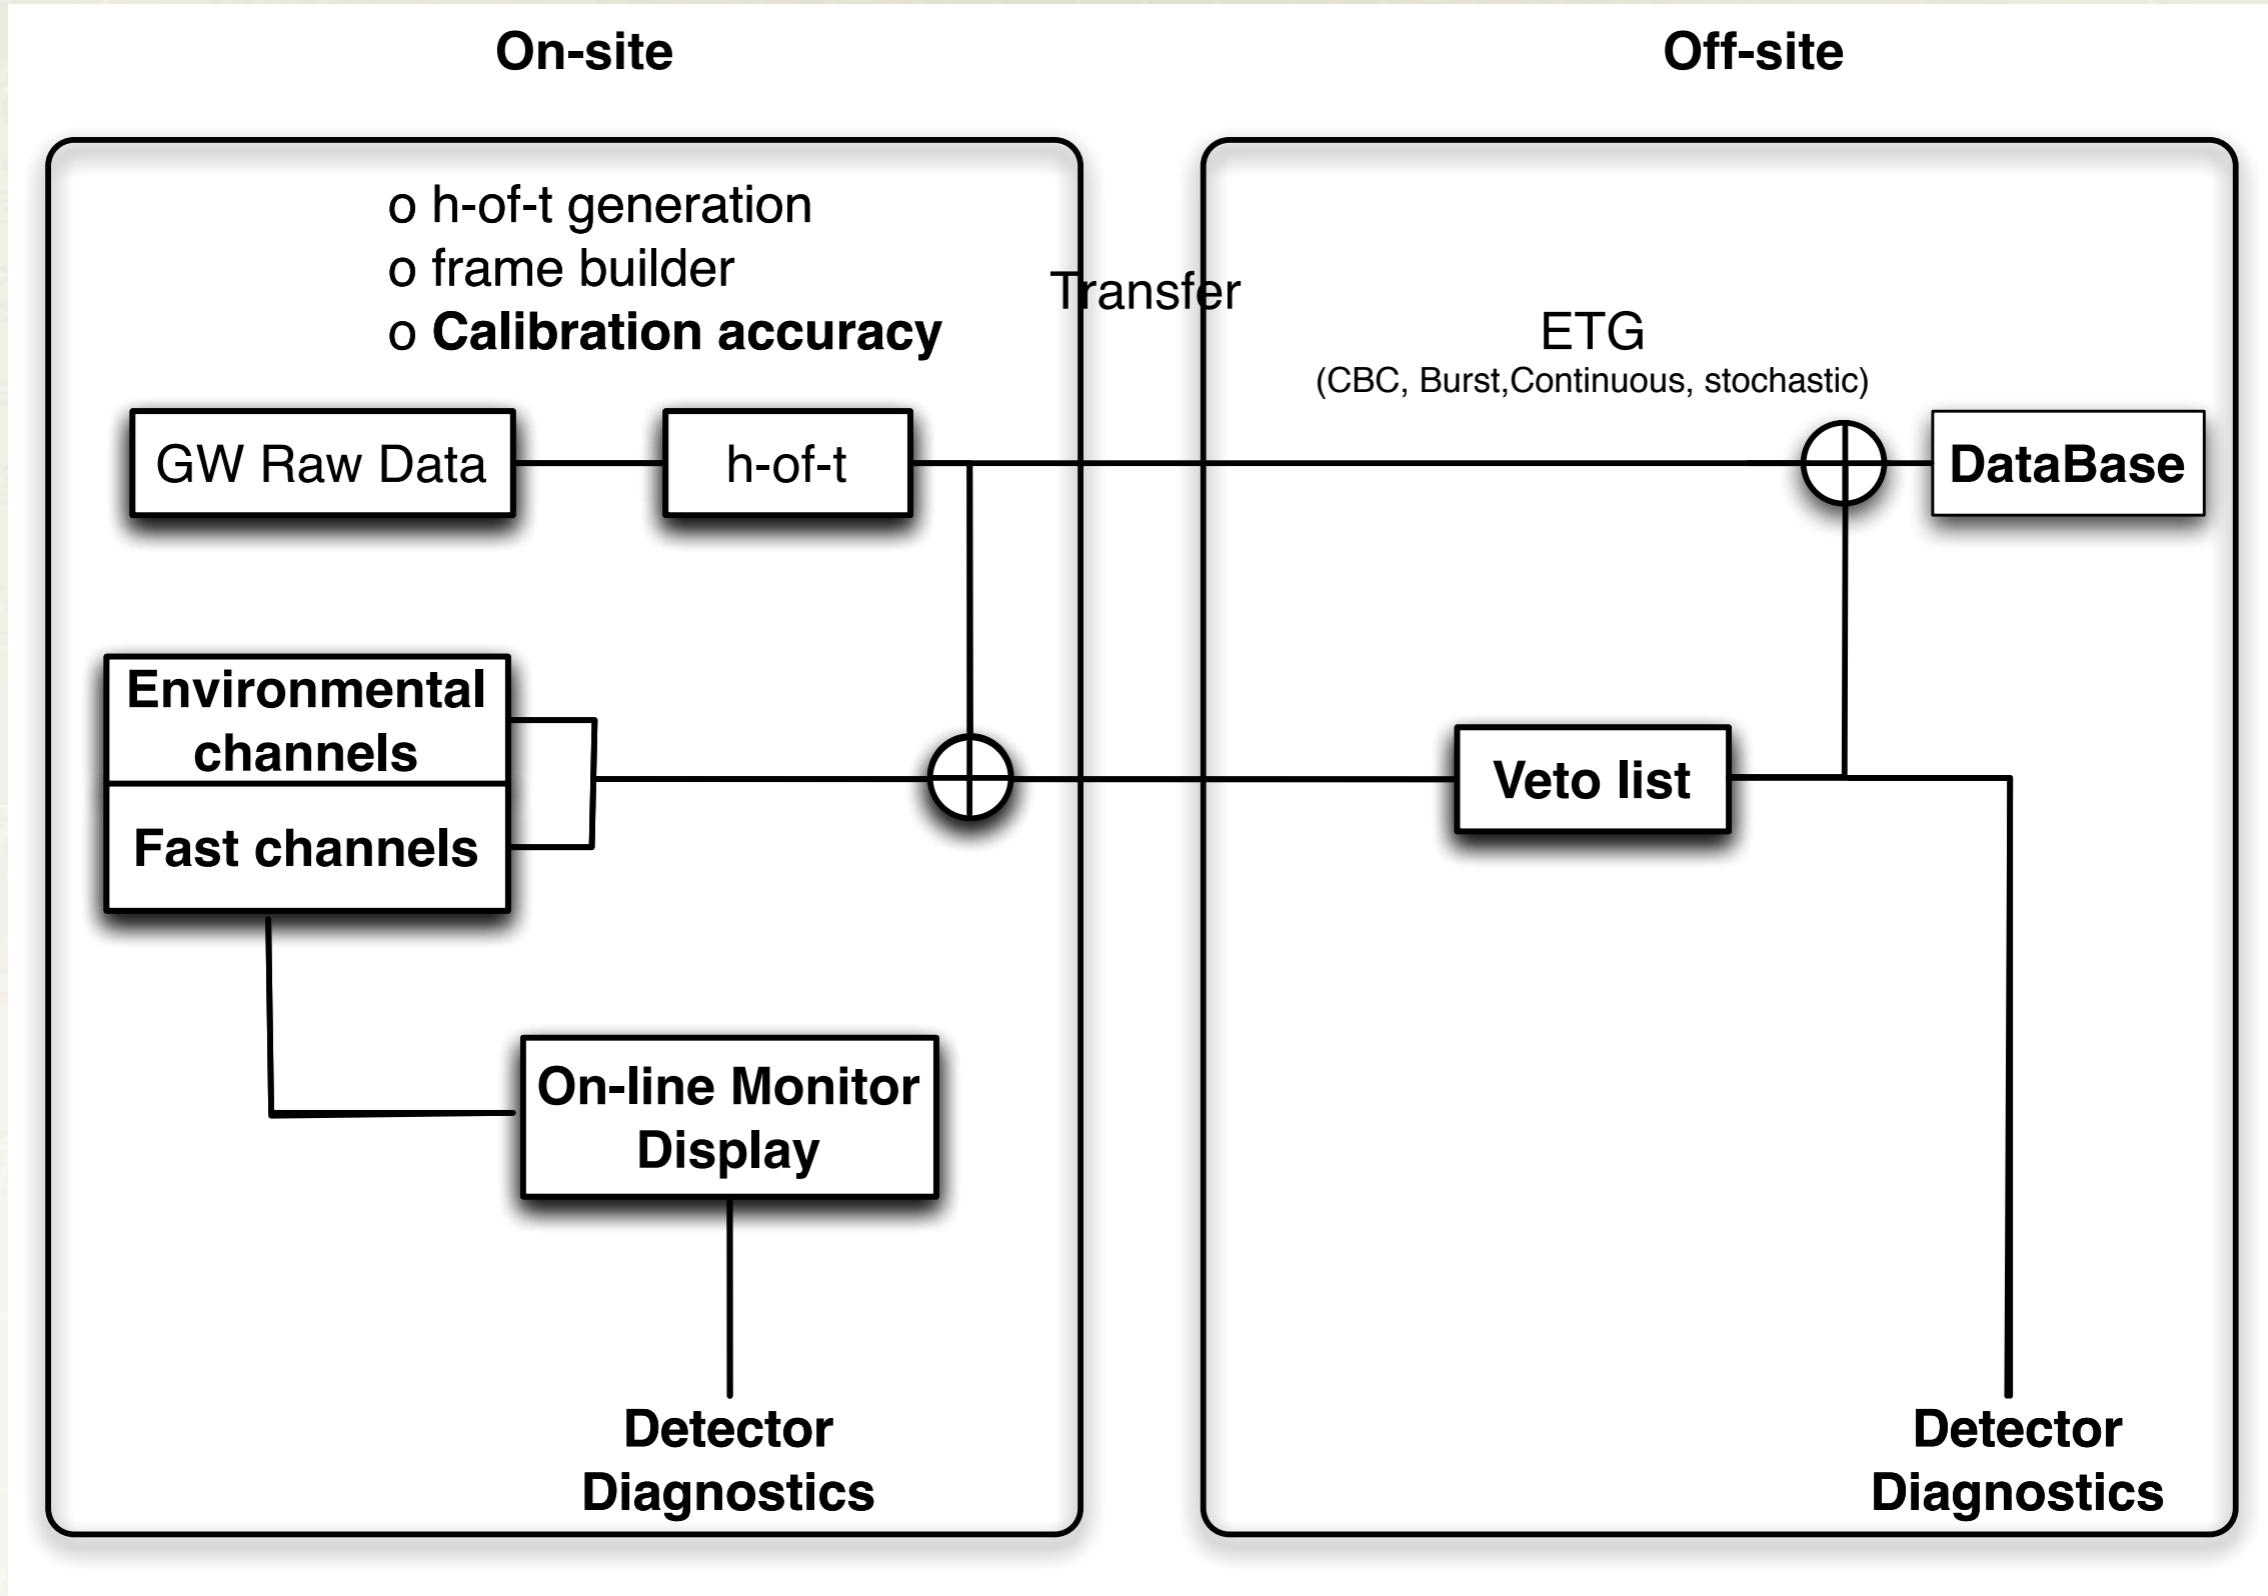 On-site
Off-site
o h-of-t generation
o frame builder
o Calibration accuracy
Transfer
ETG
(CBC, Burst,Continuous, stochastic)
GW Raw Data
h-of-t
DataBase
Environmental
channels
Fast channels
Veto list
On-line Monitor
Display
Detector
Diagnostics
Detector
Diagnostics